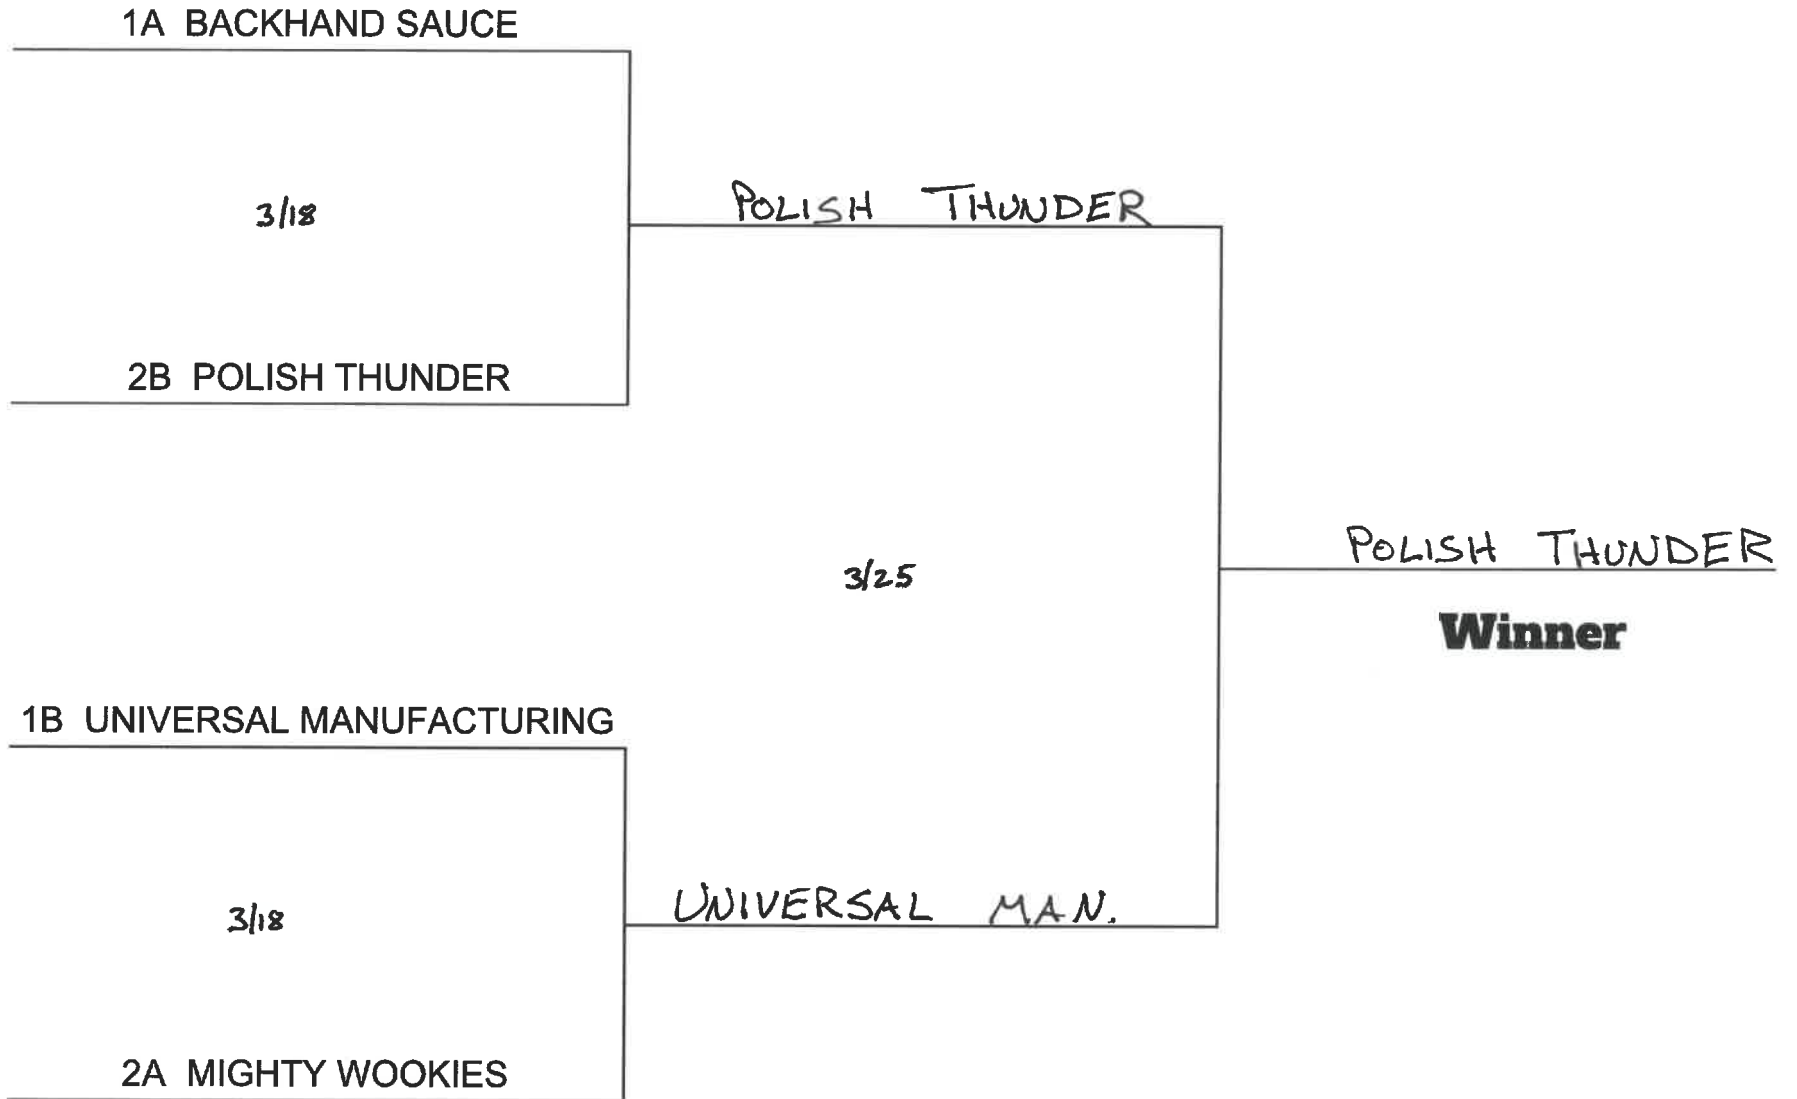 1A BACKHAND SAUCE
3/18
POLISH THUNDER
2B POLISH THUNDER
3/25
POLISH THUNDER
Winner
1B UNIVERSAL MANUFACTURING
3/18
UNIVERSAL MAN.
2A MIGHTY WOOKIES